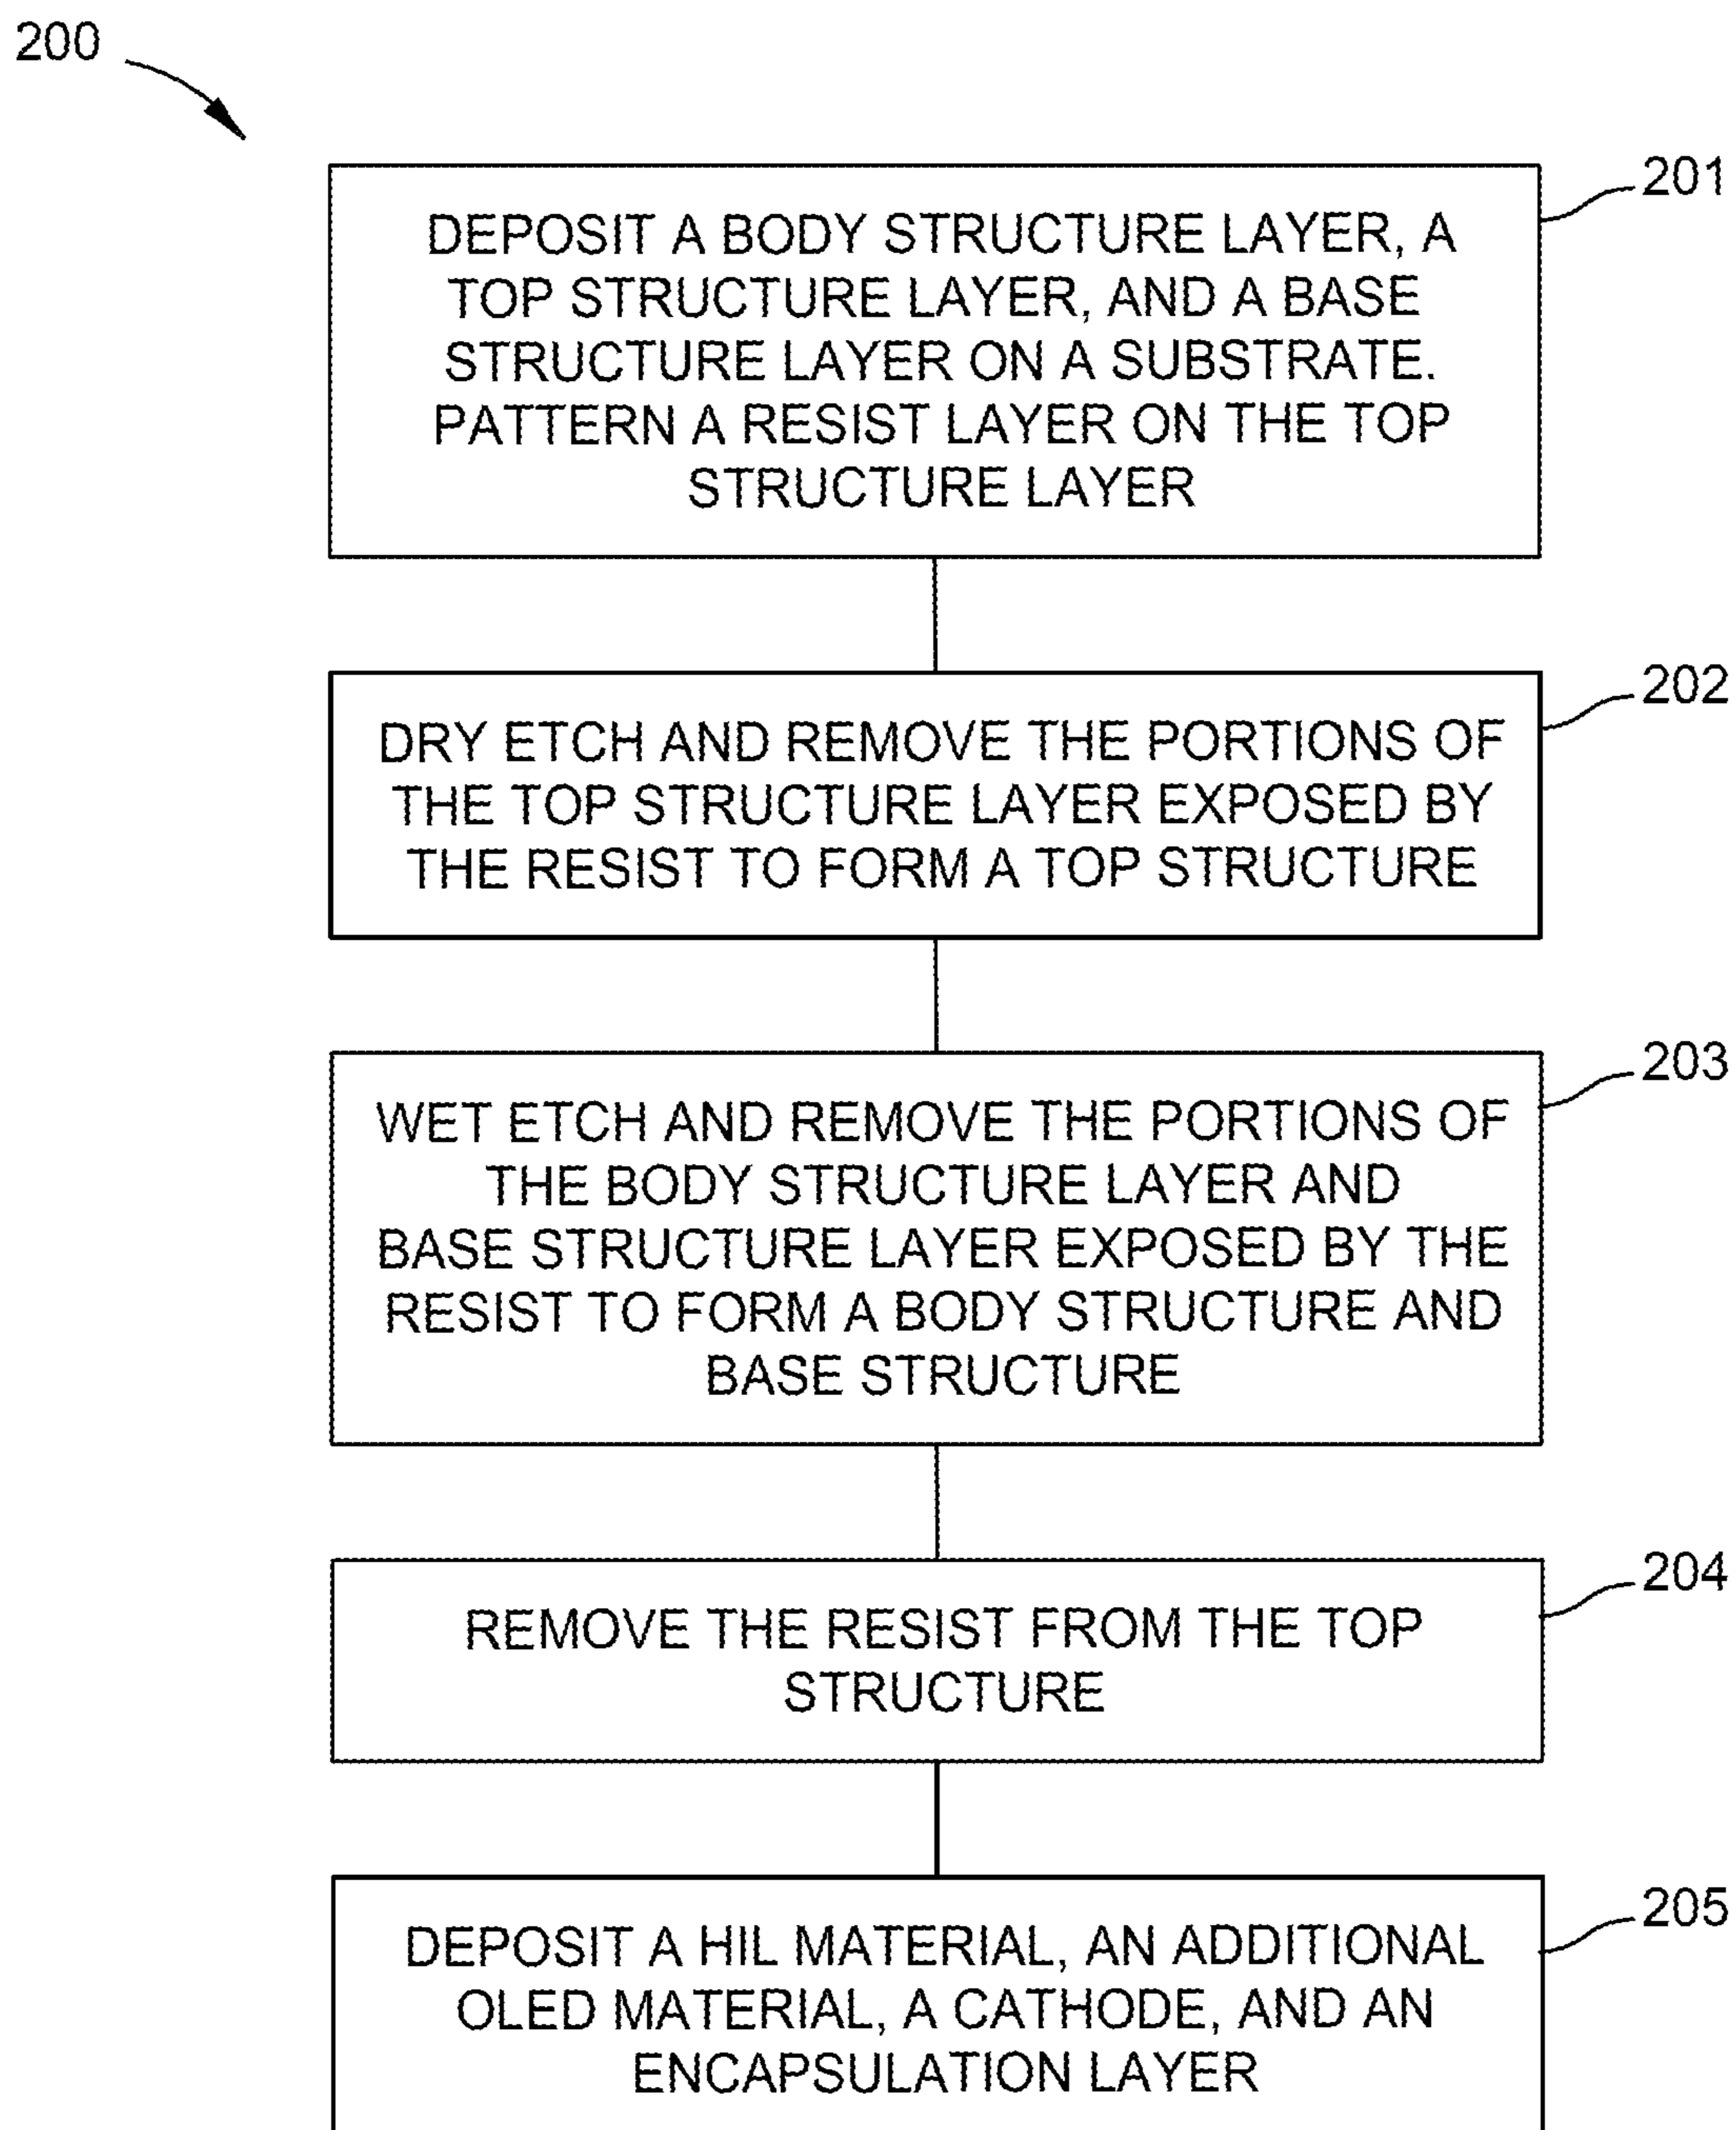 200
201
DEPOSIT A BODY STRUCTURE LAYER, A
TOP STRUCTURE LAYER, AND A BASE
STRUCTURE LAYER ON A SUBSTRATE.
PATTERN A RESIST LAYER ON THE TOP
STRUCTURE LAYER
202
DRY ETCH AND REMOVE THE PORTIONS OF
THE TOP STRUCTURE LAYER EXPOSED BY
THE RESIST TO FORM A TOP STRUCTURE
203
WET ETCH AND REMOVE THE PORTIONS OF
THE BODY STRUCTURE LAYER AND
BASE STRUCTURE LAYER EXPOSED BY THE
RESIST TO FORM A BODY STRUCTURE AND
BASE STRUCTURE
204
REMOVE THE RESIST FROM THE TOP
STRUCTURE
205
DEPOSIT A HIL MATERIAL, AN ADDITIONAL
OLED MATERIAL, A CATHODE, AND AN
ENCAPSULATION LAYER